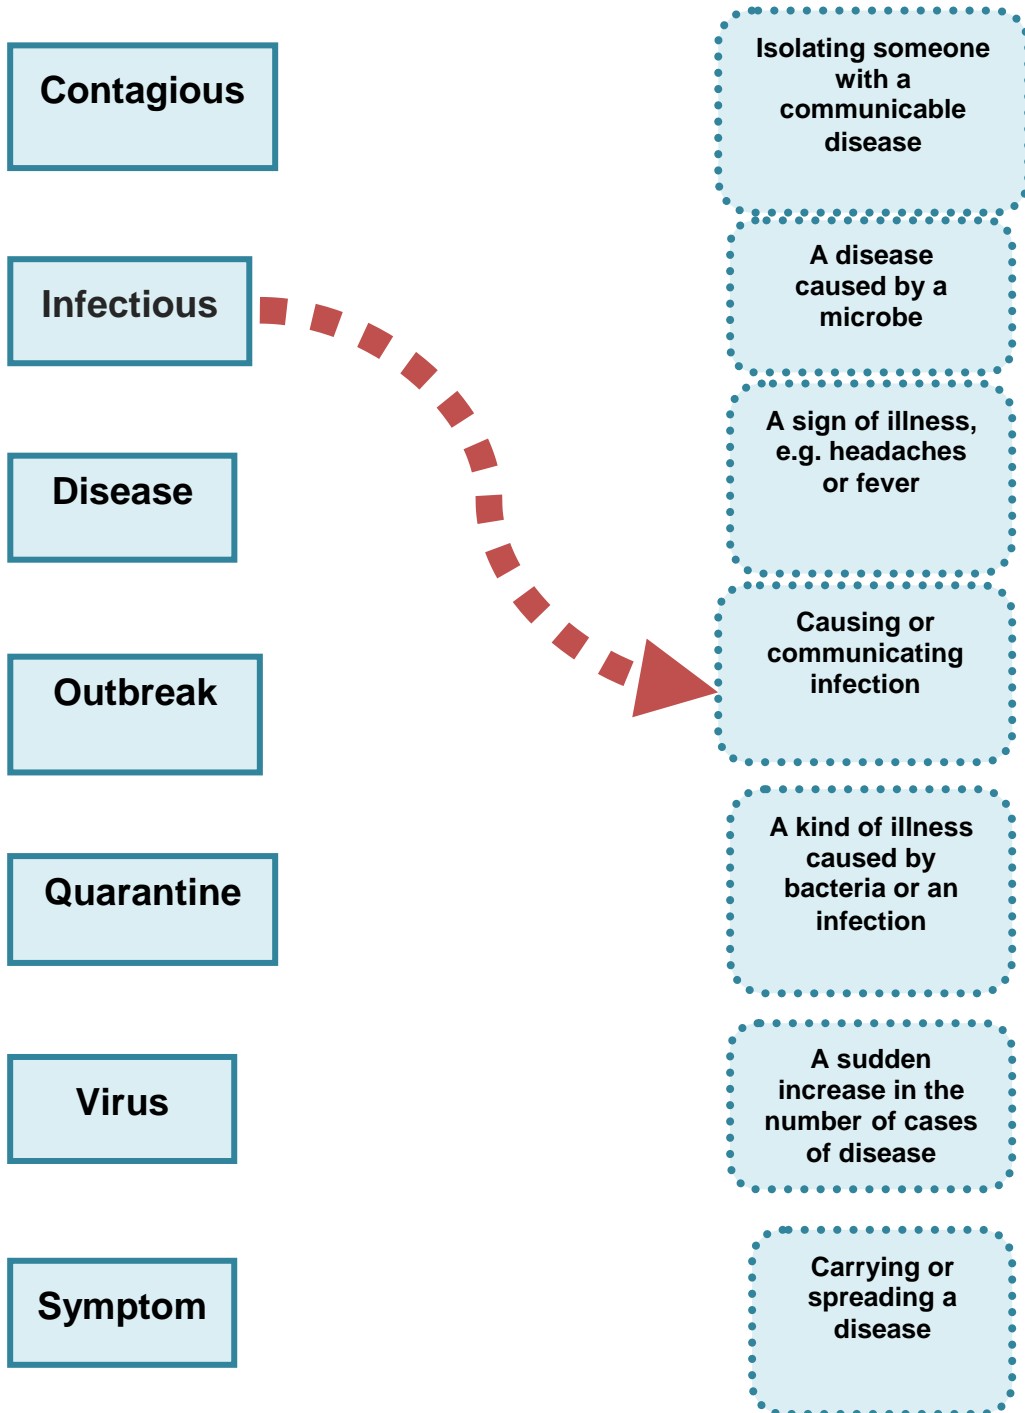 Contagious
Infectious
Disease
Outbreak
Quarantine
Virus
Symptom
Isolating someone
with a
communicable
disease
A disease
caused by a
microbe
A sign of illness,
e.g. headaches
or fever
Causing or
communicating
infection
A kind of illness
caused by
bacteria or an
infection
A sudden
increase in the
number of cases
of disease
Carrying or
spreading a
disease